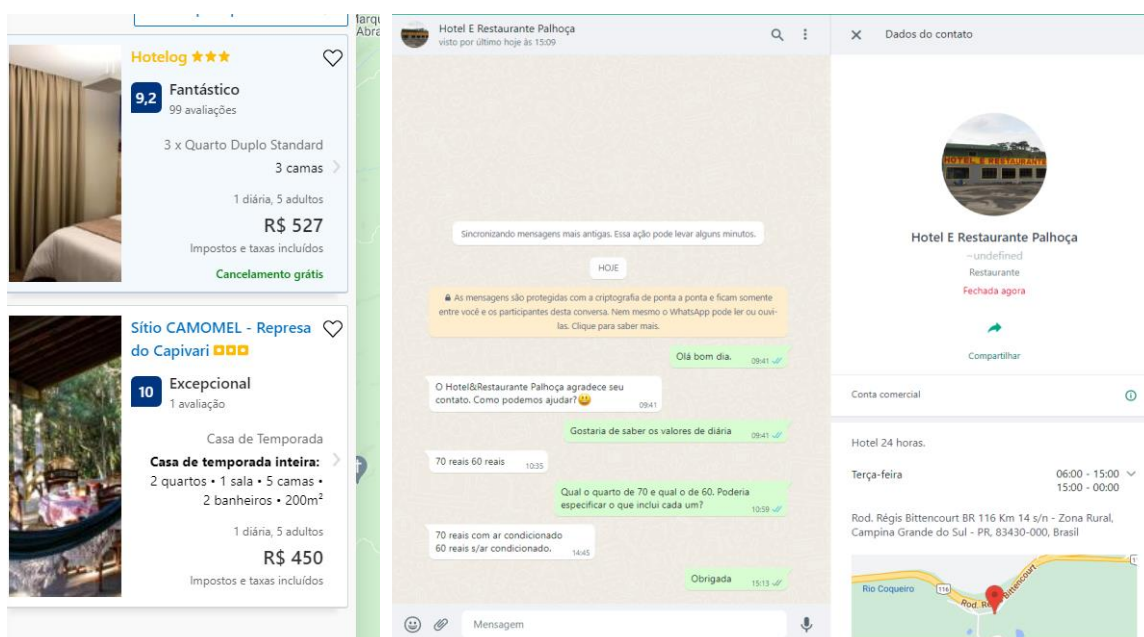 Marqu
Abra
Hotelog
9,2
Fantástico
99 avaliações
3 x Quarto Duplo Standard
3 camas
1 diária, 5 adultos
R$ 527
Impostos e taxas incluídos
Cancelamento grátis
Sítio CAMOMEL - Represa
do Capivari
10
Excepcional
1 avaliação
Casa de Temporada
Casa de temporada inteira:
2 quartos • 1 sala • 5 camas •
2 banheiros • 200m²
1 diária, 5 adultos
R$ 450
Impostos e taxas incluídos
Hotel E Restaurante Palhoça
visto por último hoje às 15:09
Sincronizando mensagens mais antigas. Essa ação pode levar alguns minutos.
HOJE
As mensagens são protegidas com a criptografia de ponta a ponta e ficam somente
entre você e os participantes desta conversa. Nem mesmo o WhatsApp pode ler ou ouvi-
las. Clique para saber mais.
Olá bom dia. 09:41
O Hotel&Restaurante Palhoça agradece seu
contato. Como podemos ajudar?😀 09:41
Gostaria de saber os valores de diária 09:41
70 reais 60 reais 10:35
Qual o quarto de 70 e qual o de 60. Poderia
especificar o que inclui cada um? 10:59
70 reais com ar condicionado
60 reais s/ar condicionado. 14:45
Obrigada 15:13
Mensagem
Dados do contato
HOTEL E RESTAURANTE
Hotel E Restaurante Palhoça
~undefined
Restaurante
Fechada agora
Compartilhar
Conta comercial
Hotel 24 horas.
Terça-feira 06:00 - 15:00
15:00 - 00:00
Rod. Régis Bittencourt BR 116 Km 14 s/n - Zona Rural,
Campina Grande do Sul - PR, 83430-000, Brasil
Rio Coqueiro
116
Rod. Ré
Bittencourt
116